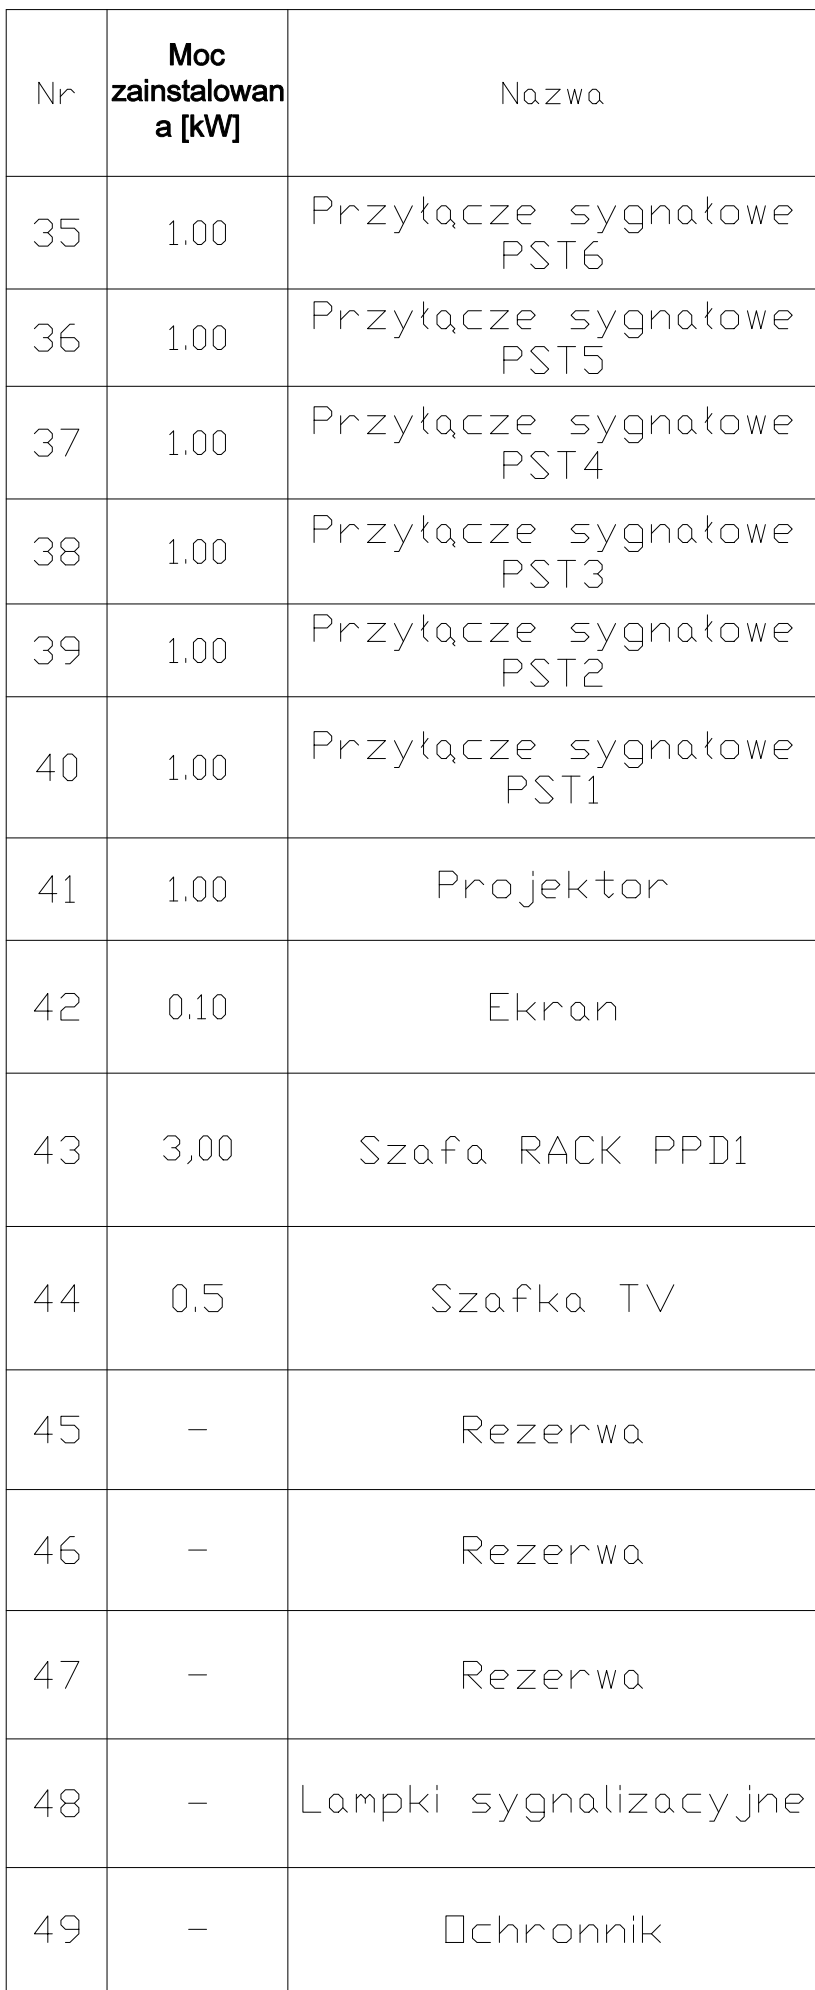 Nr
Moc
zainstalowan
a [kW]
Nazwa
35
1.00
Przyłącze sygnałowe
PST6
36
1.00
Przyłącze sygnałowe
PST5
37
1.00
Przyłącze sygnałowe
PST4
38
1.00
Przyłącze sygnałowe
PST3
39
1.00
Przyłącze sygnałowe
PST2
40
1.00
Przyłącze sygnałowe
PST1
41
1.00
Projektor
42
0.10
Ekran
43
3,00
Szafa RACK PPD1
44
0.5
Szafka TV
45
-
Rezerwa
46
-
Rezerwa
47
-
Rezerwa
48
-
Lampki sygnalizacyjne
49
-
Ochronnik